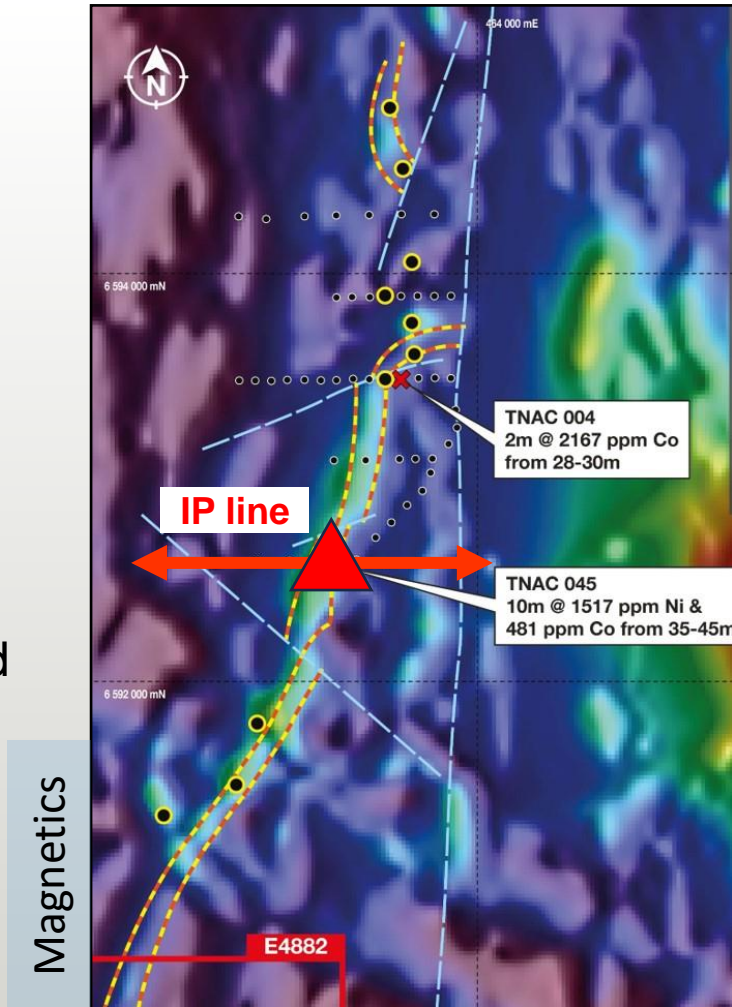 464 000 mE
N
6 594 000 mN
TNAC 004
2m @ 2167 ppm Co
from 28-30m
IP line
TNAC 045
10m @ 1517 ppm Ni &
481 ppm Co from 35-45m
d
6 592 000 mN
Magnetics
E4882